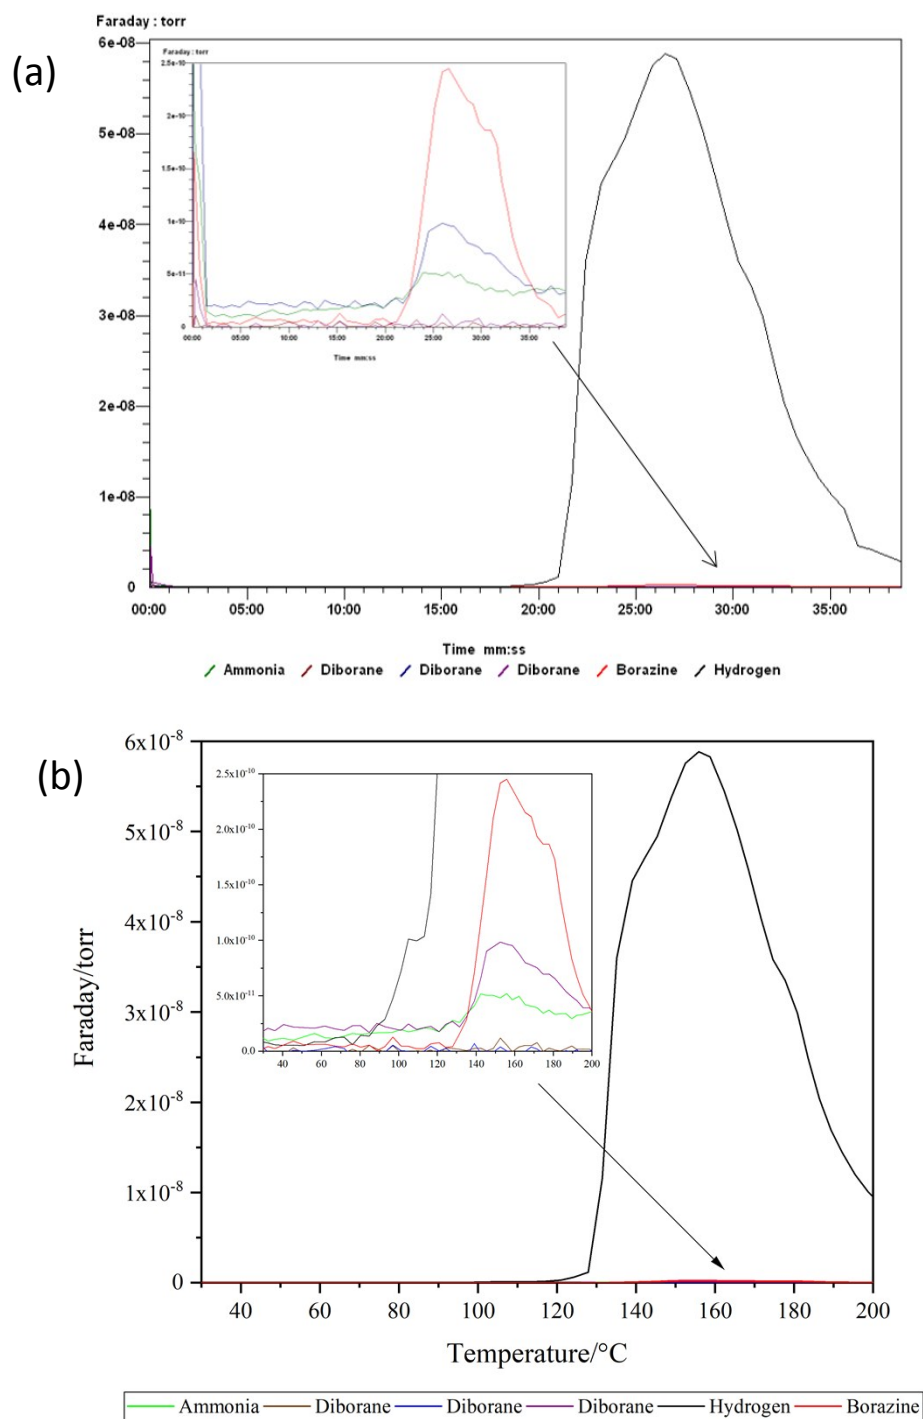 (a)
Faraday : torr
6e-08
5e-08
4e-08
3e-08
2e-08
1e-08
0
00:00 05:00 10:00 15:00 20:00 25:00 30:00 35:00
Time mm:ss
Ammonia Diborane Diborane Diborane Borazine Hydrogen
Faraday : torr
2.5e-10
2e-10
1.5e-10
1e-10
5e-11
0
00:00 05:00 10:00 15:00 20:00 25:00 30:00 35:00
Time mm:ss
(b)
Faraday/torr
6x10-8
5x10-8
4x10-8
3x10-8
2x10-8
1x10-8
0
40 60 80 100 120 140 160 180 200
Temperature/°C
2.5x10-10
2.0x10-10
1.5x10-10
1.0x10-10
5.0x10-11
0.0
40 60 80 100 120 140 160 180 200
Ammonia Diborane Diborane Diborane Hydrogen Borazine